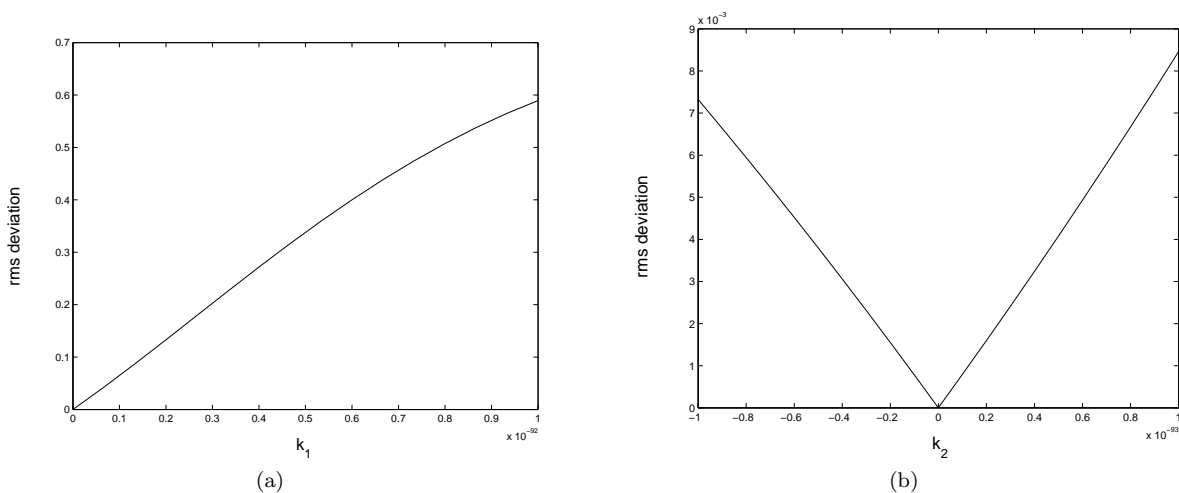 0.7
0.6
0.5
0.4
0.3
0.2
0.1
0
rms deviation
0 0.1 0.2 0.3 0.4 0.5 0.6 0.7 0.8 0.9 1
x 10⁻⁹²
k₁
(a)
x 10⁻³
9
8
7
6
5
4
3
2
1
0
rms deviation
−1 −0.8 −0.6 −0.4 −0.2 0 0.2 0.4 0.6 0.8 1
x 10⁻⁹³
k₂
(b)